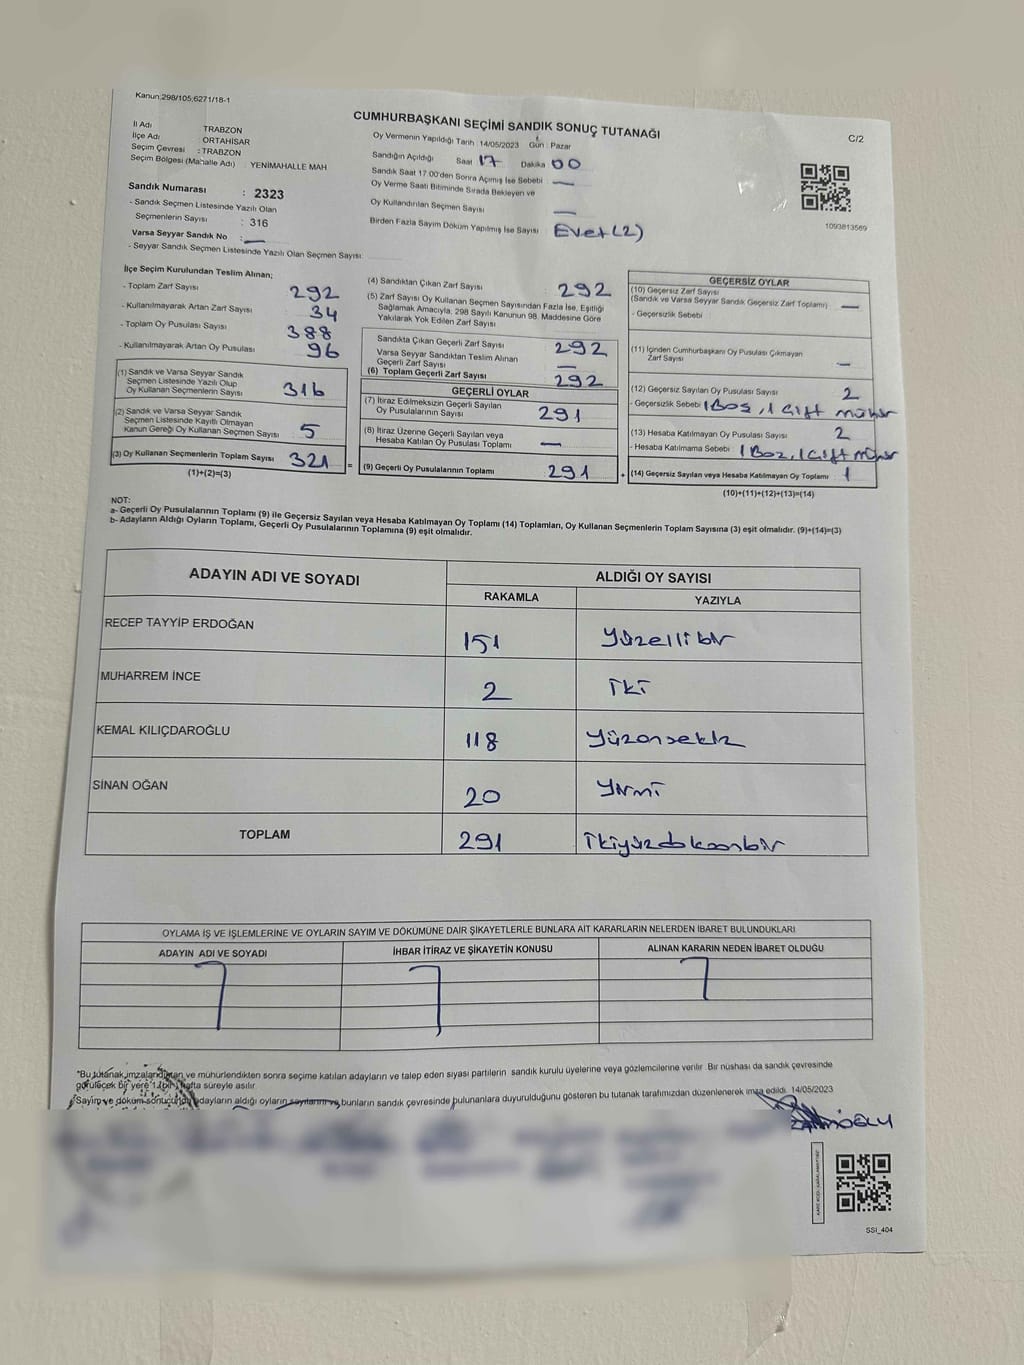 Kanun:298/105;6271/18-1
CUMHURBAŞKANI SEÇİMİ SANDIK SONUÇ TUTANAĞI
C/2
İl Adı TRABZON
İlçe Adı ORTAHİSAR
Seçim Çevresi : TRABZON
Seçim Bölgesi (Mahalle Adı) : YENİMAHALLE MAH
Sandık Numarası : 2323
- Sandık Seçmen Listesinde Yazılı Olan
Seçmenlerin Sayısı : 316
Varsa Seyyar Sandık No : —
- Seyyar Sandık Seçmen Listesinde Yazılı Olan Seçmen Sayısı:
Oy Vermenin Yapıldığı Tarih : 14/05/2023 Gün : Pazar
Sandığın Açıldığı Saat 17 Dakika 00
Sandık Saat 17.00'den Sonra Açımış İse Sebebi : —
Oy Verme Saati Bitiminde Sırada Bekleyen ve
Oy Kullandırılan Seçmen Sayısı : —
Birden Fazla Sayım Döküm Yapılmış İse Sayısı : Evet (2)
1093813569
İlçe Seçim Kurulundan Teslim Alınan;
- Toplam Zarf Sayısı 292
- Kullanılmayarak Artan Zarf Sayısı 34
- Toplam Oy Pusulası Sayısı 388
- Kullanılmayarak Artan Oy Pusulası 96
(1) Sandık ve Varsa Seyyar Sandık
Seçmen Listesinde Yazılı Olup
Oy Kullanan Seçmenlerin Sayısı 316
(2) Sandık ve Varsa Seyyar Sandık
Seçmen Listesinde Kayıtlı Olmayan
Kanun Gereği Oy Kullanan Seçmen Sayısı 5
(3) Oy Kullanan Seçmenlerin Toplam Sayısı 321
(1)+(2)=(3)
(4) Sandıktan Çıkan Zarf Sayısı : 292
(5) Zarf Sayısı Oy Kullanan Seçmen Sayısından Fazla İse, Eşitliği
Sağlamak Amacıyla, 298 Sayılı Kanunun 98. Maddesine Göre
Yakılarak Yok Edilen Zarf Sayısı
Sandıkta Çıkan Geçerli Zarf Sayısı : 292
Varsa Seyyar Sandıktan Teslim Alınan
Geçerli Zarf Sayısı : —
(6) Toplam Geçerli Zarf Sayısı : 292
GEÇERLİ OYLAR
(7) İtiraz Edilmeksizin Geçerli Sayılan
Oy Pusulalarının Sayısı : 291
(8) İtiraz Üzerine Geçerli Sayılan veya
Hesaba Katılan Oy Pusulası Toplamı : —
= (9) Geçerli Oy Pusulalarının Toplamı : 291
GEÇERSİZ OYLAR
(10) Geçersiz Zarf Sayısı
(Sandık ve Varsa Seyyar Sandık Geçersiz Zarf Toplamı) : —
- Geçersizlik Sebebi :
(11) İçinden Cumhurbaşkanı Oy Pusulası Çıkmayan
Zarf Sayısı : —
(12) Geçersiz Sayılan Oy Pusulası Sayısı : 2
- Geçersizlik Sebebi : 1 Boş, 1 Çift mühür
(13) Hesaba Katılmayan Oy Pusulası Sayısı : 2
- Hesaba Katılmama Sebebi : 1 Boz, 1 Çift mühür
+ (14) Geçersiz Sayılan veya Hesaba Katılmayan Oy Toplamı : 1
(10)+(11)+(12)+(13)=(14)
NOT:
a- Geçerli Oy Pusulalarının Toplamı (9) ile Geçersiz Sayılan veya Hesaba Katılmayan Oy Toplamı (14) Toplamları, Oy Kullanan Seçmenlerin Toplam Sayısına (3) eşit olmalıdır. (9)+(14)=(3)
b- Adayların Aldığı Oyların Toplamı, Geçerli Oy Pusulalarının Toplamına (9) eşit olmalıdır.
ADAYIN ADI VE SOYADI ALDIĞI OY SAYISI
RAKAMLA YAZIYLA
RECEP TAYYİP ERDOĞAN 151 Yüzellibir
MUHARREM İNCE 2 İki
KEMAL KILIÇDAROĞLU 118 Yüzonsekiz
SİNAN OĞAN 20 Yirmi
TOPLAM 291 İkiyüzdoksanbir
OYLAMA İŞ VE İŞLEMLERİNE VE OYLARIN SAYIM VE DÖKÜMÜNE DAİR ŞİKAYETLERLE BUNLARA AİT KARARLARIN NELERDEN İBARET BULUNDUKLARI
ADAYIN ADI VE SOYADI İHBAR İTİRAZ VE ŞİKAYETİN KONUSU ALINAN KARARIN NEDEN İBARET OLDUĞU
*Bu tutanak imzalandıktan ve mühürlendikten sonra seçime katılan adayların ve talep eden siyasi partilerin sandık kurulu üyelerine veya gözlemcilerine verilir. Bir nüshası da sandık çevresinde
görülecek bir yere 1 (bir) hafta süreyle asılır.
*Sayım ve döküm sonucunda adayların aldığı oyların sayılarını ve bunların sandık çevresinde bulunanlara duyurulduğunu gösteren bu tutanak tarafımızdan düzenlenerek imza edildi. 14/05/2023
SSI_404